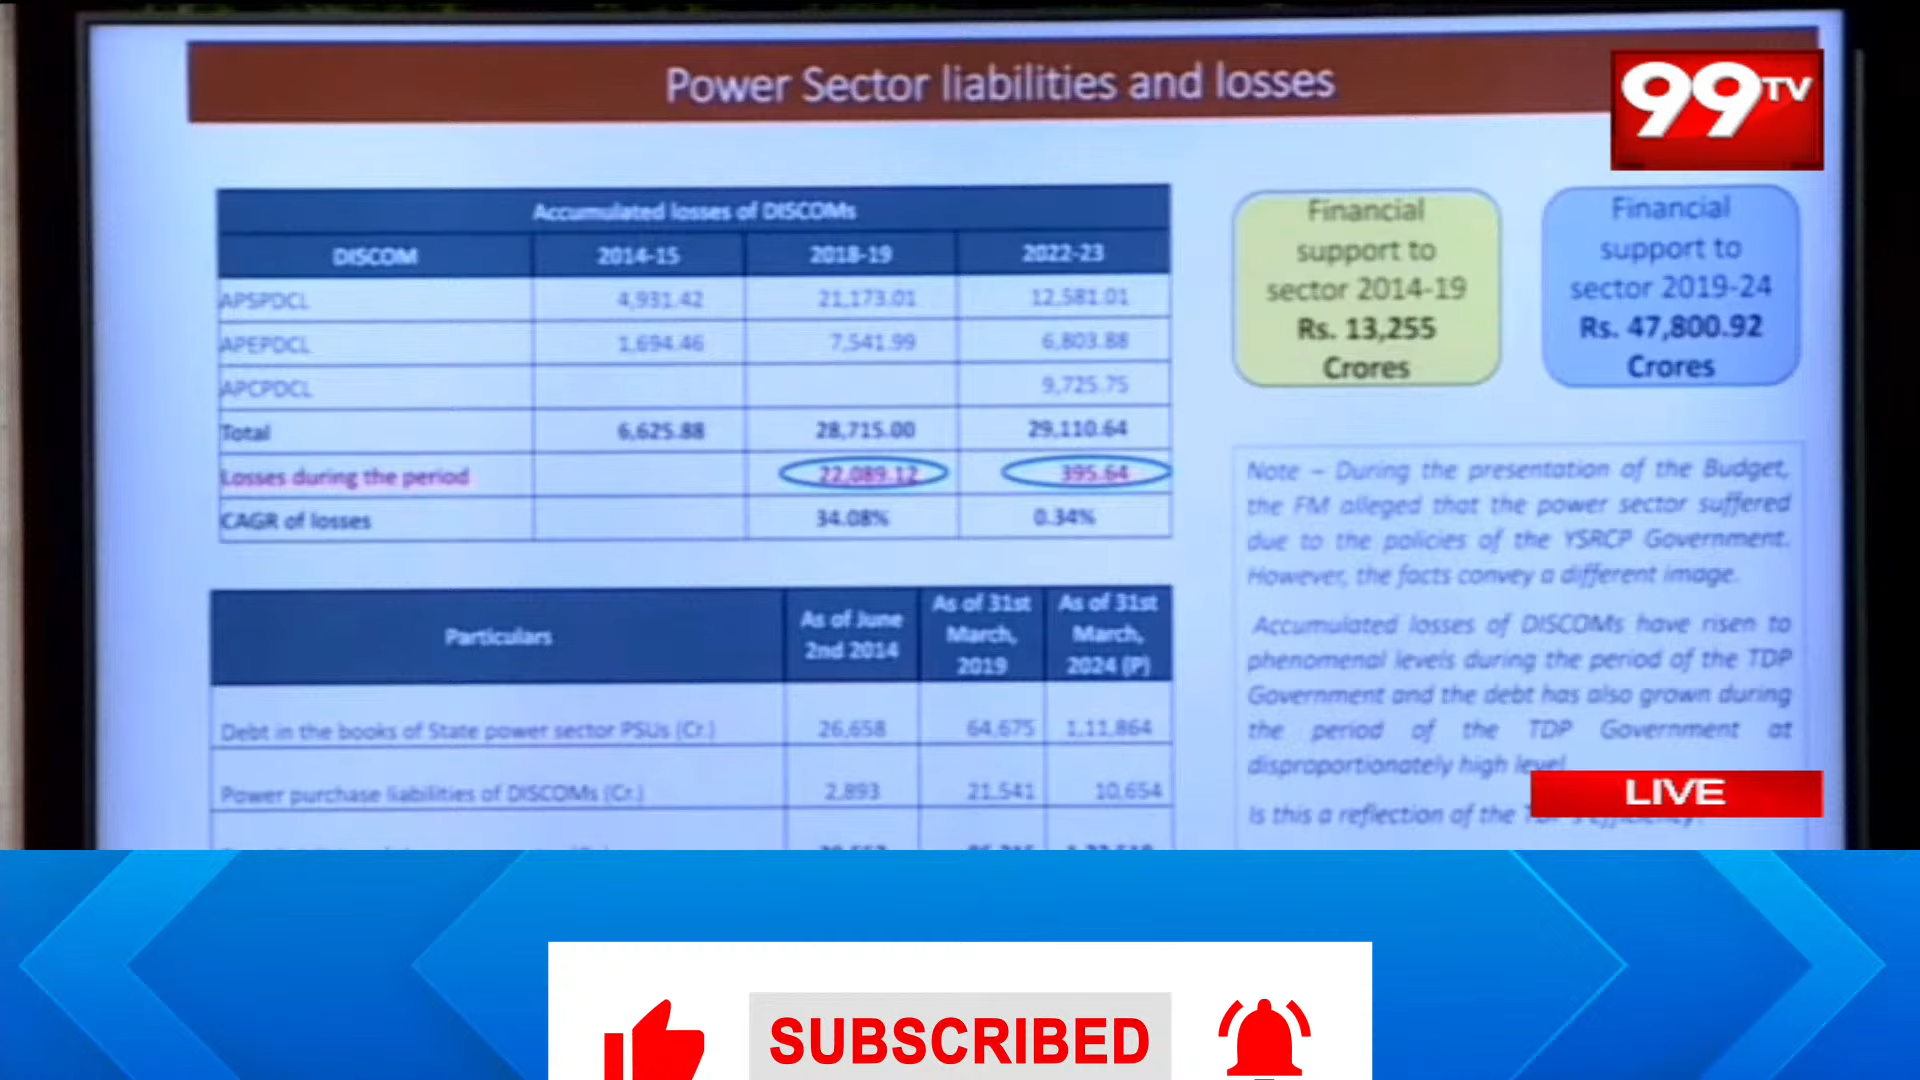 Power Sector liabilities and losses
99 TV
Accumulated losses of DISCOMs
DISCOM 2014-15 2018-19 2022-23
APSPDCL 4,931.42 21,173.01 12,581.01
APEPDCL 1,694.46 7,541.99 6,803.88
APCPDCL 9,725.75
Total 6,625.88 28,715.00 29,110.64
Losses during the period 22,089.12 395.64
CAGR of losses 34.08% 0.34%
Financial
support to
sector 2014-19
Rs. 13,255
Crores
Financial
support to
sector 2019-24
Rs. 47,800.92
Crores
Note – During the presentation of the Budget,
the FM alleged that the power sector suffered
due to the policies of the YSRCP Government.
However, the facts convey a different image.
Accumulated losses of DISCOMs have risen to
phenomenal levels during the period of the TDP
Government and the debt has also grown during
the period of the TDP Government at
disproportionately high level
Is this a reflection of the
Particulars
As of June
2nd 2014
As of 31st
March,
2019
As of 31st
March,
2024 (P)
Debt in the books of State power sector PSUs (Cr.) 26,658 64,675 1,11,864
Power purchase liabilities of DISCOMs (Cr.) 2,893 21,541 10,654
LIVE
SUBSCRIBED